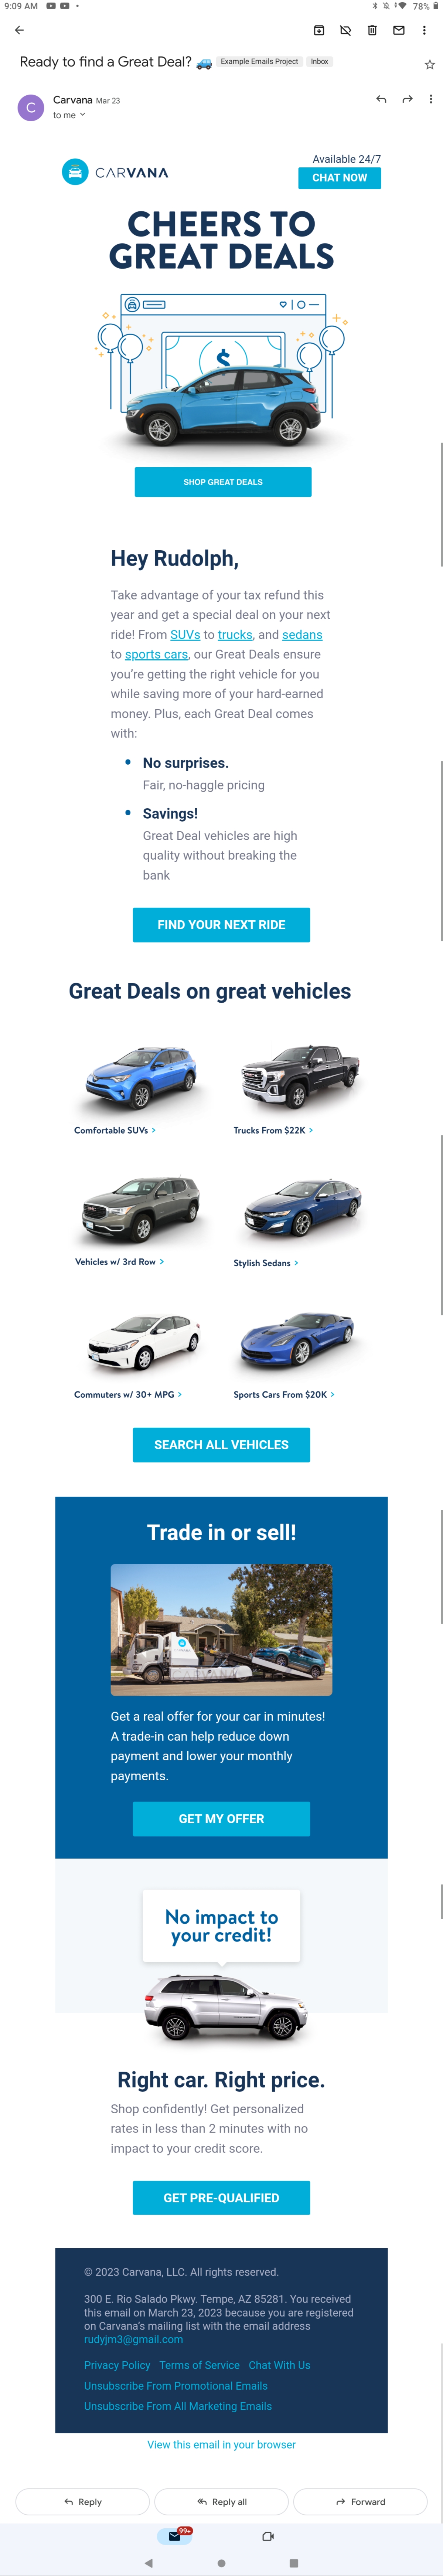 9:09 AM
78%
Ready to find a Great Deal? 🚙 Example Emails Project Inbox
C
Carvana Mar 23
to me
CARVANA
Available 24/7
CHAT NOW
CHEERS TO
GREAT DEALS
$
SHOP GREAT DEALS
Hey Rudolph,
Take advantage of your tax refund this
year and get a special deal on your next
ride! From SUVs to trucks, and sedans
to sports cars, our Great Deals ensure
you're getting the right vehicle for you
while saving more of your hard-earned
money. Plus, each Great Deal comes
with:
• No surprises.
Fair, no-haggle pricing
• Savings!
Great Deal vehicles are high
quality without breaking the
bank
FIND YOUR NEXT RIDE
Great Deals on great vehicles
Comfortable SUVs >
Trucks From $22K >
Vehicles w/ 3rd Row >
Stylish Sedans >
Commuters w/ 30+ MPG >
Sports Cars From $20K >
SEARCH ALL VEHICLES
Trade in or sell!
Get a real offer for your car in minutes!
A trade-in can help reduce down
payment and lower your monthly
payments.
GET MY OFFER
No impact to
your credit!
Right car. Right price.
Shop confidently! Get personalized
rates in less than 2 minutes with no
impact to your credit score.
GET PRE-QUALIFIED
© 2023 Carvana, LLC. All rights reserved.
300 E. Rio Salado Pkwy. Tempe, AZ 85281. You received
this email on March 23, 2023 because you are registered
on Carvana's mailing list with the email address
rudyjm3@gmail.com
Privacy Policy Terms of Service Chat With Us
Unsubscribe From Promotional Emails
Unsubscribe From All Marketing Emails
View this email in your browser
Reply
Reply all
Forward
99+